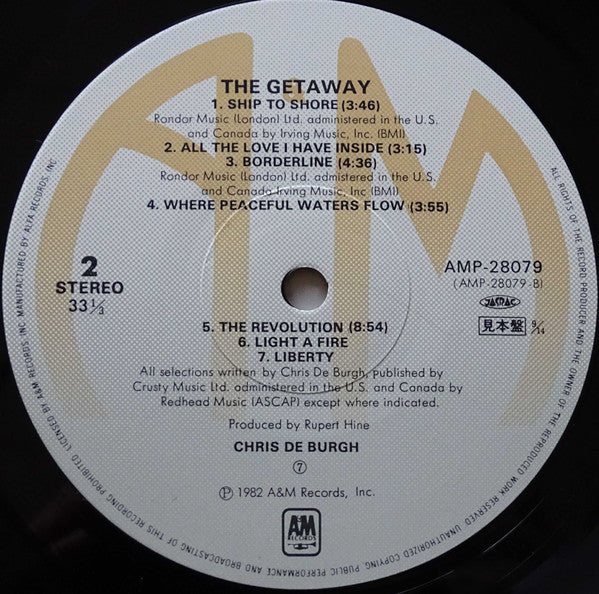 THE GETAWAY
1. SHIP TO SHORE (3:46)
Rondor Music (London) Ltd. administered in the U.S.
and Canada by Irving Music, Inc. (BMI)
2. ALL THE LOVE I HAVE INSIDE (3:15)
3. BORDERLINE (4:36)
Rondor Music (London) Ltd. administered in the U.S.
and Canada Irving Music, Inc (BMI)
4. WHERE PEACEFUL WATERS FLOW (3:55)
2
STEREO
33 1/3
AMP-28079
(AMP-28079-B)
JASRAC
見本盤 9/14
5. THE REVOLUTION (8:54)
6. LIGHT A FIRE
7. LIBERTY
All selections written by Chris De Burgh, published by
Crusty Music Ltd. administered in the U.S. and Canada by
Redhead Music (ASCAP) except where indicated.
Produced by Rupert Hine
CHRIS DE BURGH
⑦
Ⓟ 1982 A&M Records, Inc.
A&M
RECORDS
ALL RIGHTS OF THE RECORD PRODUCER AND THE OWNER OF THE REPRODUCED WORK RESERVED UNAUTHORIZED COPYING, PUBLIC PERFORMANCE AND BROADCASTING OF THIS RECORDING PROHIBITED LICENSED BY A&M RECORDS, INC MANUFACTURED BY ALFA RECORDS, INC